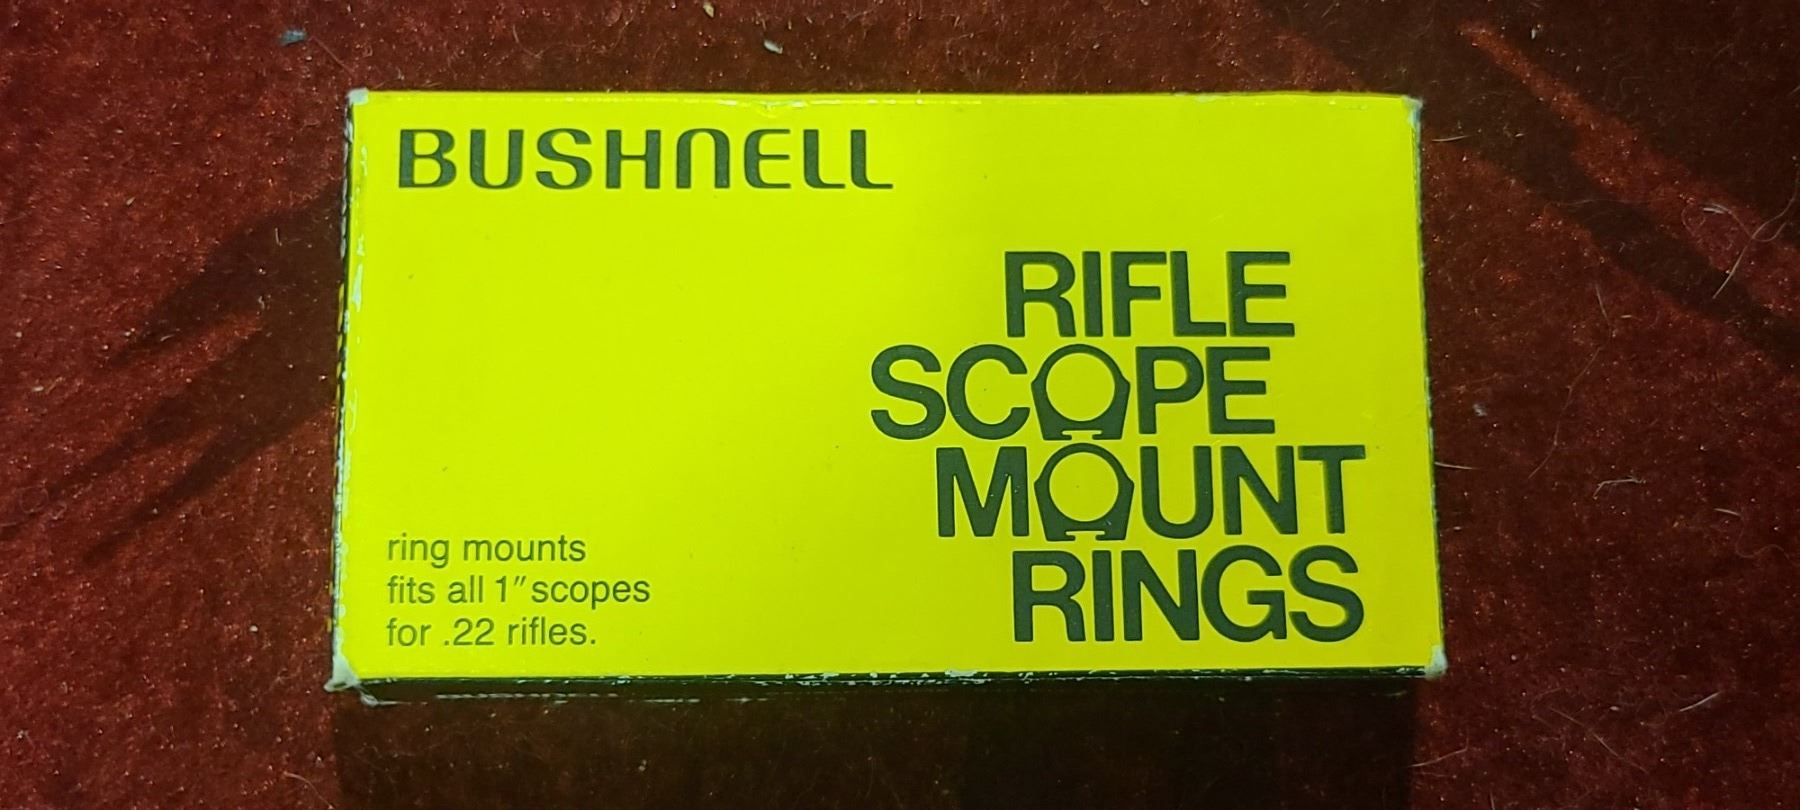 BUSHNELL
RIFLE
SCOPE
MOUNT
RINGS
ring mounts
fits all 1" scopes
for .22 rifles.